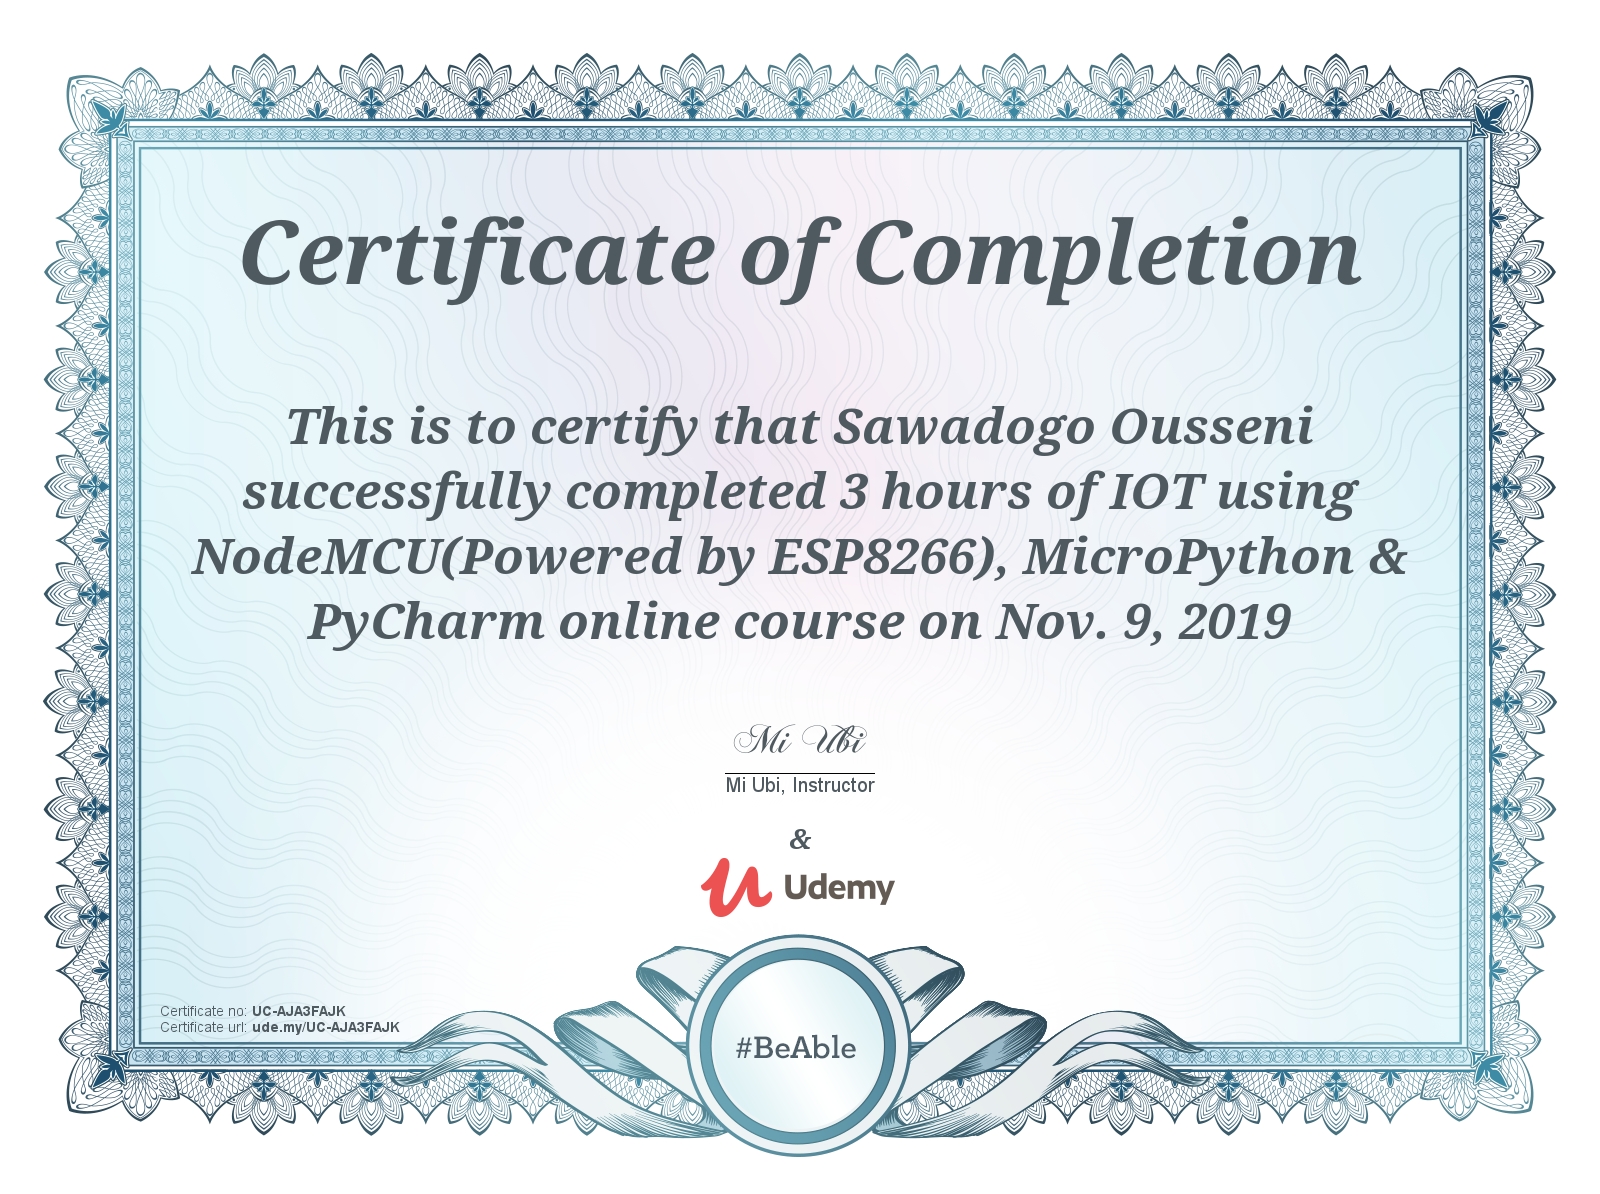 Certificate of Completion
This is to certify that Sawadogo Ousseni
successfully completed 3 hours of IOT using
NodeMCU(Powered by ESP8266), MicroPython &
PyCharm online course on Nov. 9, 2019
Mi Ubi
Mi Ubi, Instructor
&
Udemy
Certificate no: UC-AJA3FAJK
Certificate url: ude.my/UC-AJA3FAJK
#BeAble